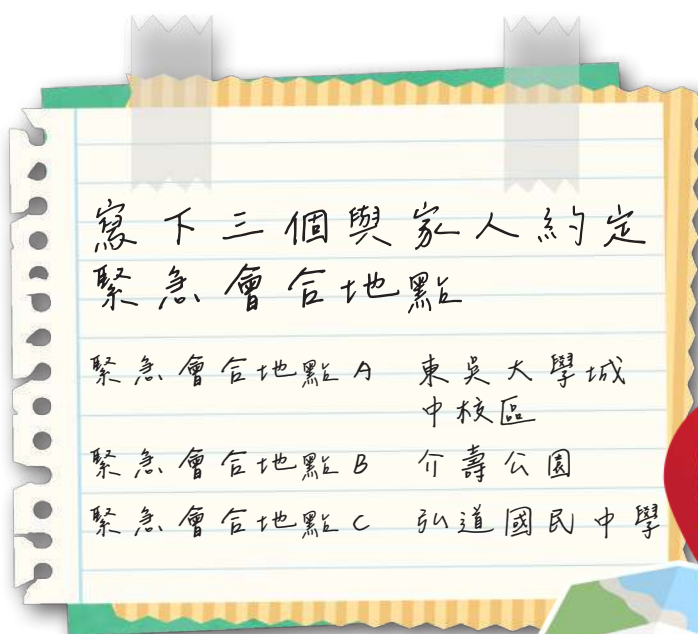 寫下三個與家人約定
緊急會合地點
緊急會合地點A 東吳大學城
中校區
緊急會合地點B 介壽公園
緊急會合地點C 弘道國民中學